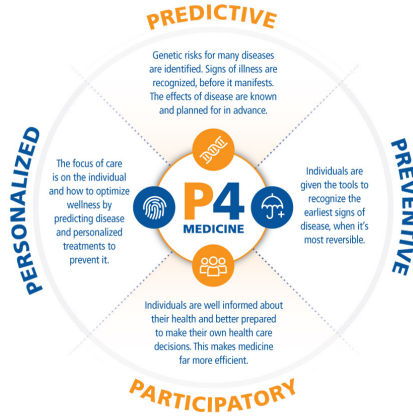 PREDICTIVE
Genetic risks for many diseases
are identified. Signs of illness are
recognized, before it manifests.
The effects of disease are known
and planned for in advance.
PERSONALIZED
The focus of care
is on the individual
and how to optimize
wellness by
predicting disease
and personalized
treatments to
prevent it.
P4
MEDICINE
Individuals are
given the tools to
recognize the
earliest signs of
disease, when it's
most reversible.
PREVENTIVE
Individuals are well informed about
their health and better prepared
to make their own health care
decisions. This makes medicine
far more efficient.
PARTICIPATORY